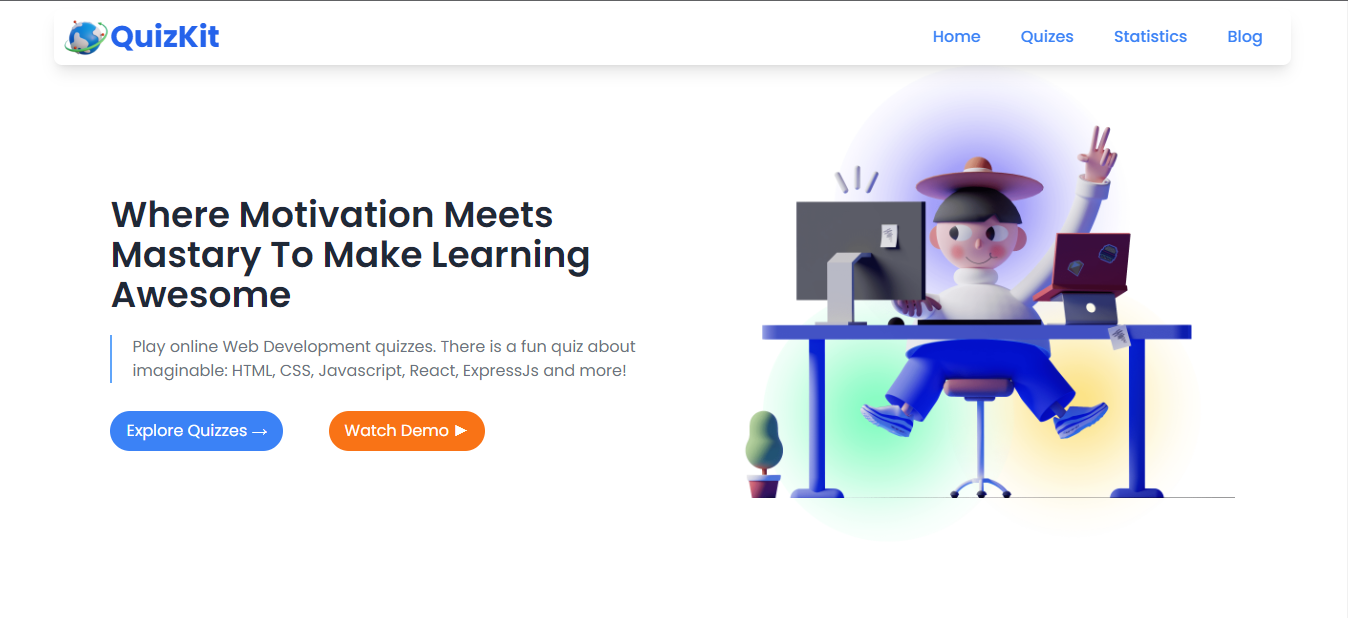 QuizKit
Home
Quizes
Statistics
Blog
Where Motivation Meets
Mastary To Make Learning
Awesome
Play online Web Development quizzes. There is a fun quiz about
imaginable: HTML, CSS, Javascript, React, ExpressJs and more!
Explore Quizzes →
Watch Demo ►